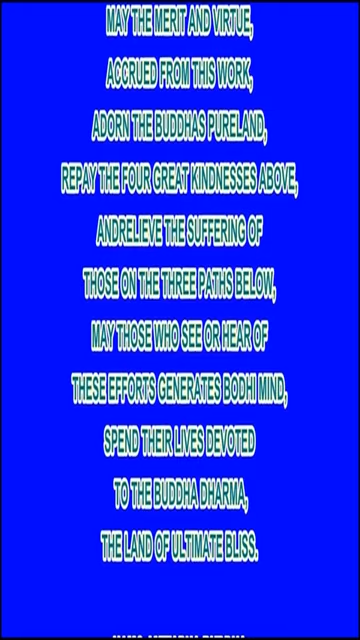 MAY THE MERIT AND VIRTUE,
ACCRUED FROM THIS WORK,
ADORN THE BUDDHAS PURELAND,
REPAY THE FOUR GREAT KINDNESSES ABOVE,
ANDRELIEVE THE SUFFERING OF
THOSE ON THE THREE PATHS BELOW,
MAY THOSE WHO SEE OR HEAR OF
THESE EFFORTS GENERATES BODHI MIND,
SPEND THEIR LIVES DEVOTED
TO THE BUDDHA DHARMA,
THE LAND OF ULTIMATE BLISS.